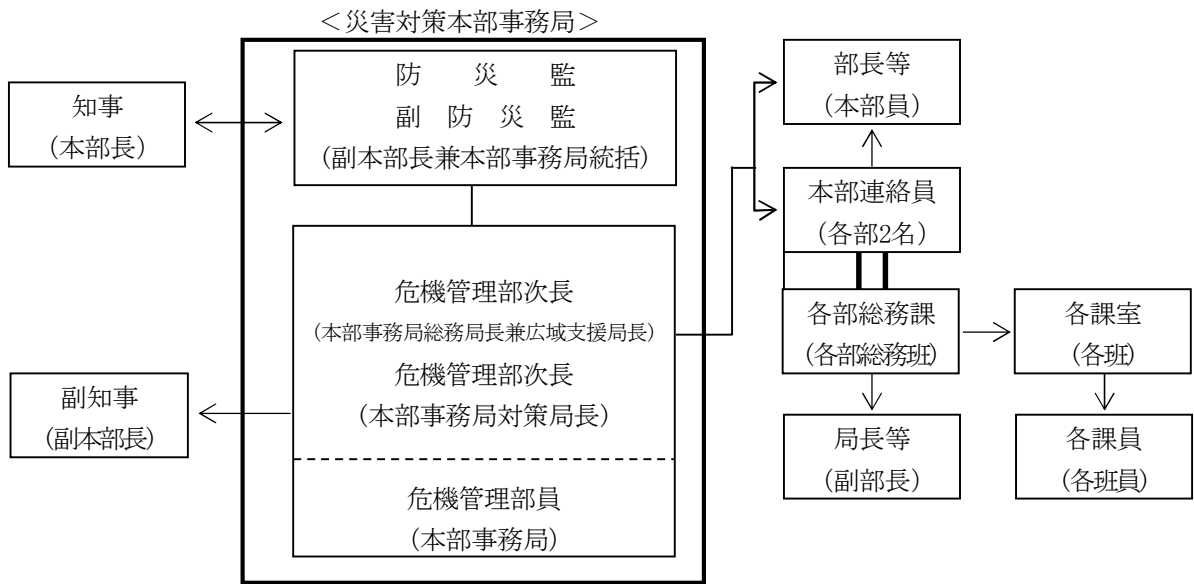 ＜災害対策本部事務局＞
知事
（本部長）
防　災　監
副　防　災　監
(副本部長兼本部事務局統括)
危機管理部次長
(本部事務局総務局長兼広域支援局長)
危機管理部次長
（本部事務局対策局長）
危機管理部員
（本部事務局）
副知事
(副本部長)
部長等
（本部員）
本部連絡員
（各部2名）
各部総務課
(各部総務班)
局長等
（副部長）
各課室
（各班）
各課員
(各班員)